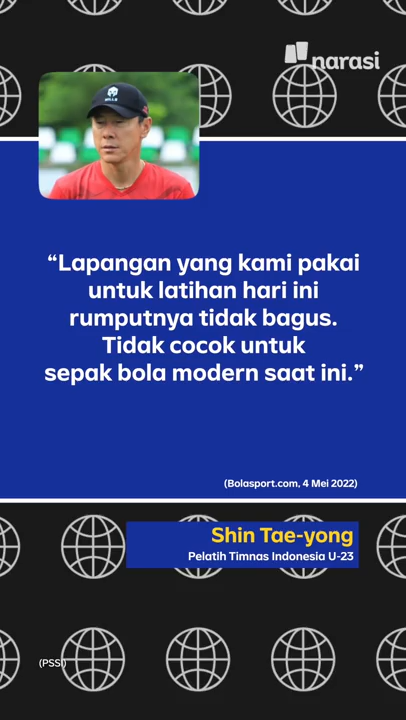 narasi
“Lapangan yang kami pakai
untuk latihan hari ini
rumputnya tidak bagus.
Tidak cocok untuk
sepak bola modern saat ini.”
(Bolasport.com, 4 Mei 2022)
Shin Tae-yong
Pelatih Timnas Indonesia U-23
(PSSI)